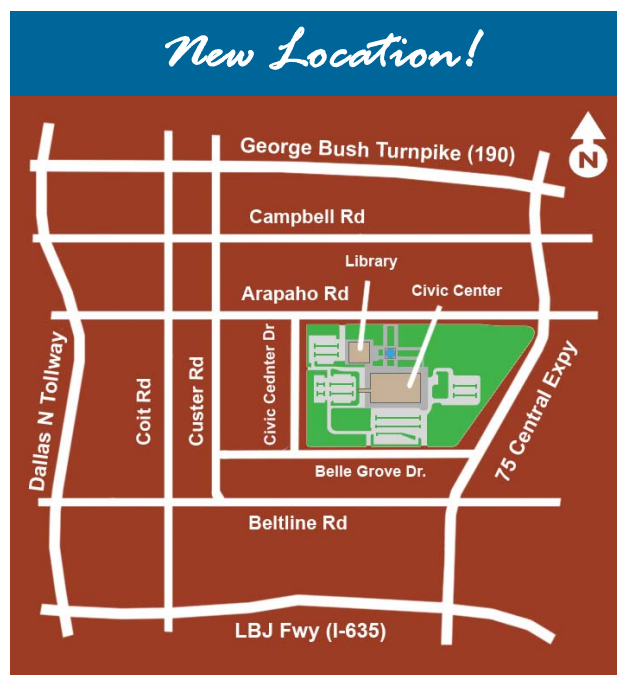 New Location!
N
George Bush Turnpike (190)
Campbell Rd
Library
Arapaho Rd
Civic Center
Dallas N Tollway
Coit Rd
Custer Rd
Civic Cednter Dr
75 Central Expy
Belle Grove Dr.
Beltline Rd
LBJ Fwy (I-635)